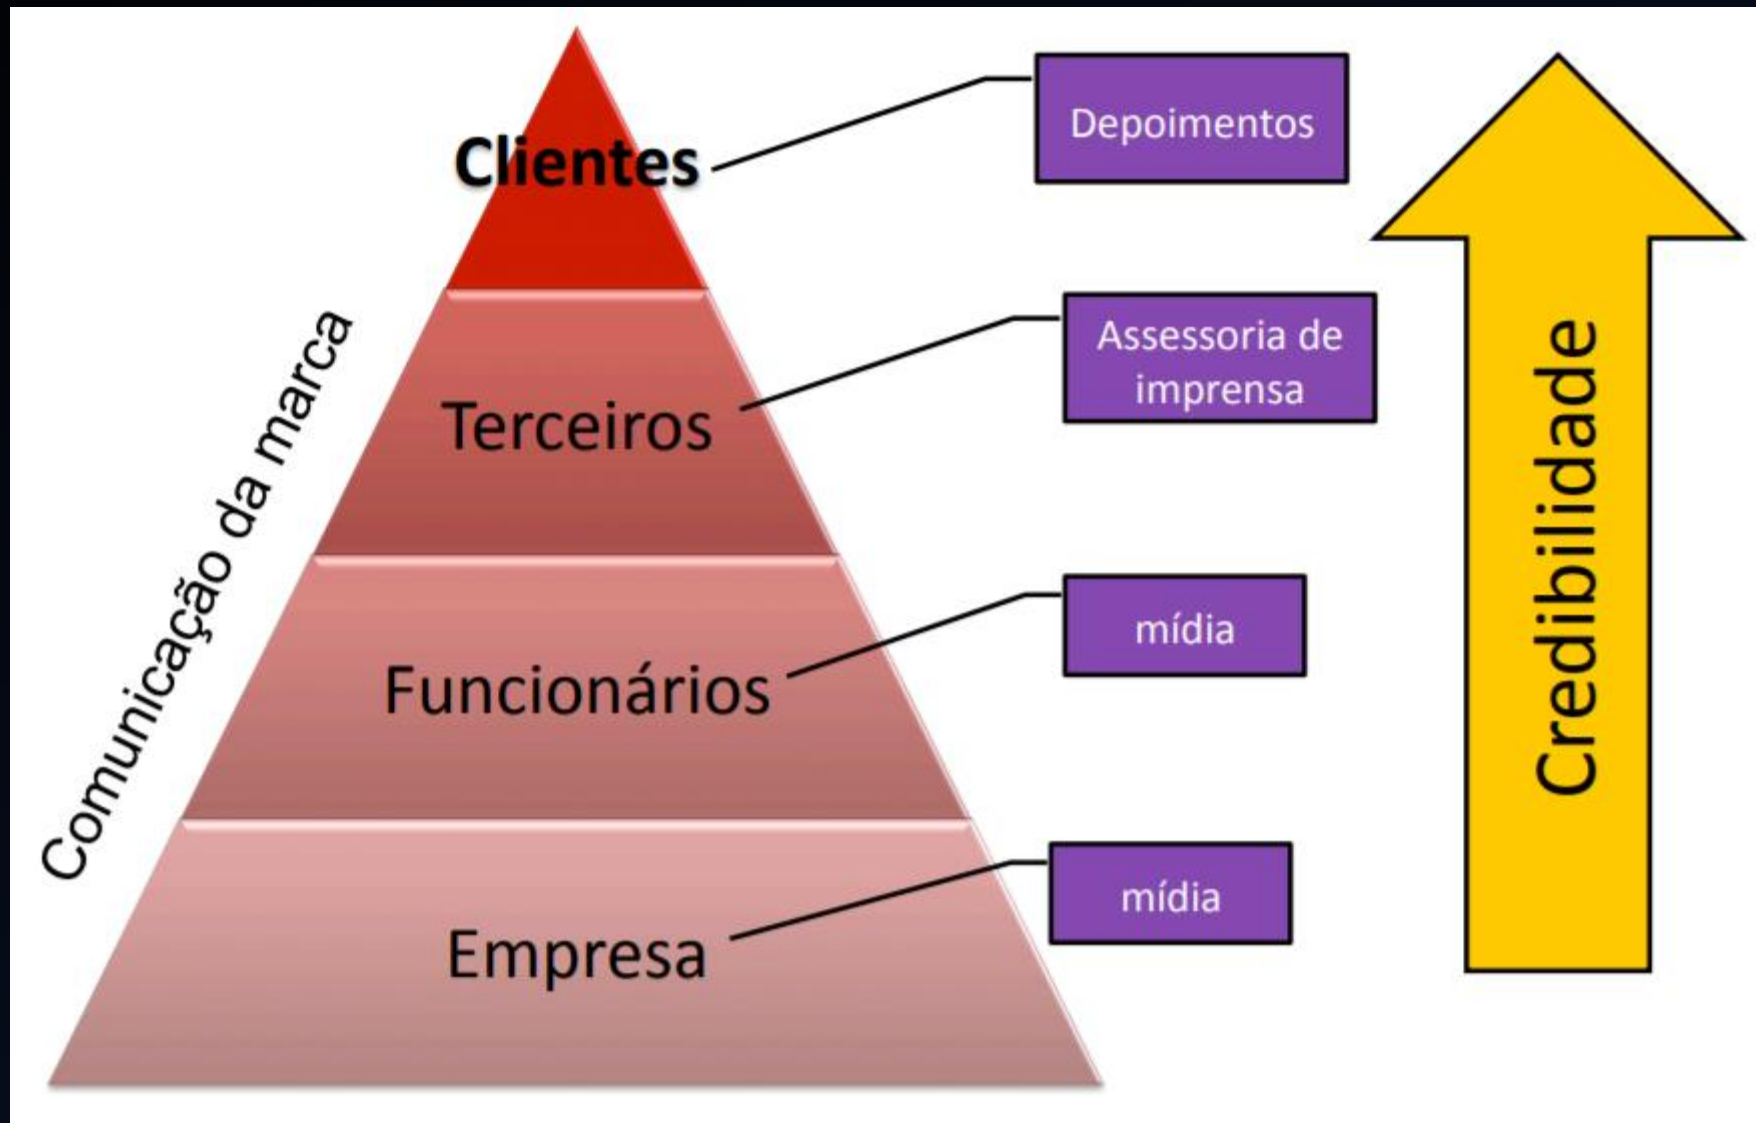 Clientes
Depoimentos
Terceiros
Assessoria de
imprensa
Funcionários
mídia
Empresa
mídia
Comunicação da marca
Credibilidade